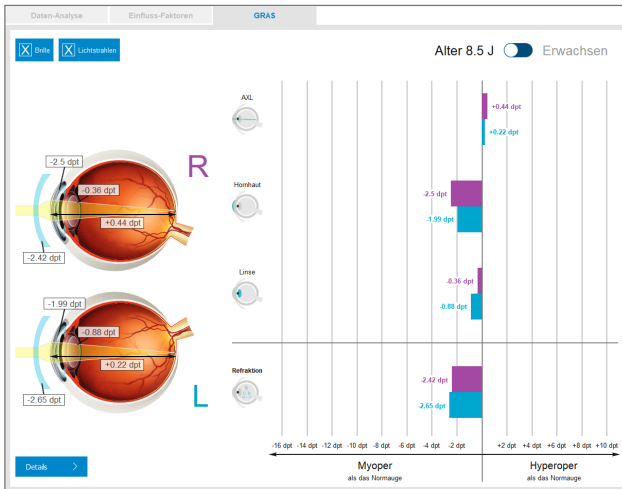 Daten-Analyse
Einfluss-Faktoren
GRAS
X Brille
X Lichtstrahlen
Alter 8.5 J
Erwachsen
R
-2.5 dpt
-0.36 dpt
+0.44 dpt
-2.42 dpt
-1.99 dpt
-0.88 dpt
+0.22 dpt
-2.65 dpt
L
AXL
+0.44 dpt
+0.22 dpt
Hornhaut
-2.5 dpt
-1.99 dpt
Linse
-0.36 dpt
-0.88 dpt
Refraktion
-2.42 dpt
-2.65 dpt
-16 dpt -14 dpt -12 dpt -10 dpt -8 dpt -6 dpt -4 dpt -2 dpt +2 dpt +4 dpt +6 dpt +8 dpt +10 dpt
Myoper
als das Normauge
Hyperoper
als das Normauge
Details